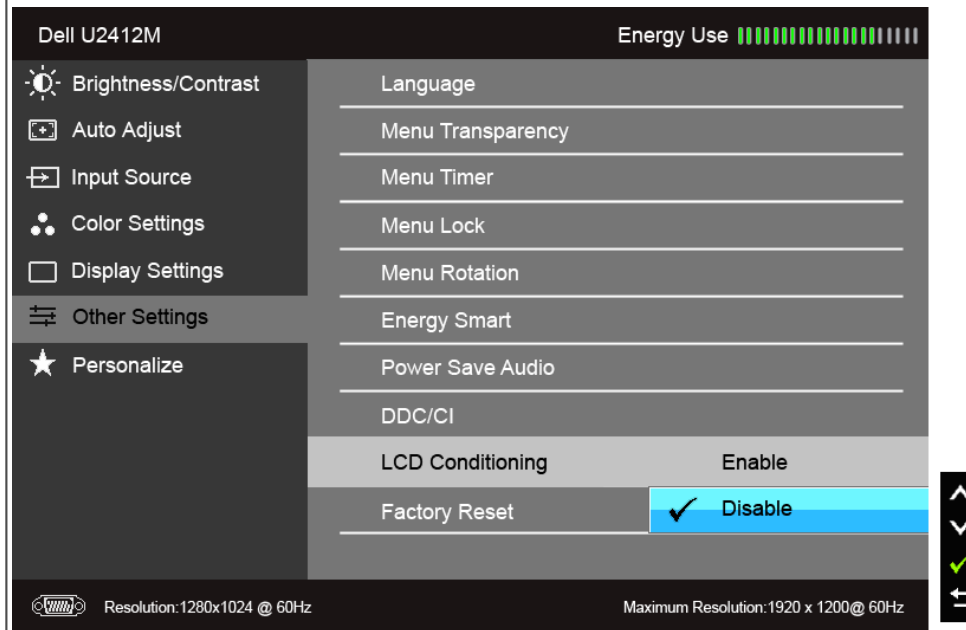 Dell U2412M
Energy Use
Brightness/Contrast
Auto Adjust
Input Source
Color Settings
Display Settings
Other Settings
Personalize
Language
Menu Transparency
Menu Timer
Menu Lock
Menu Rotation
Energy Smart
Power Save Audio
DDC/CI
LCD Conditioning
Enable
Factory Reset
Disable
Resolution:1280x1024 @ 60Hz
Maximum Resolution:1920 x 1200@ 60Hz